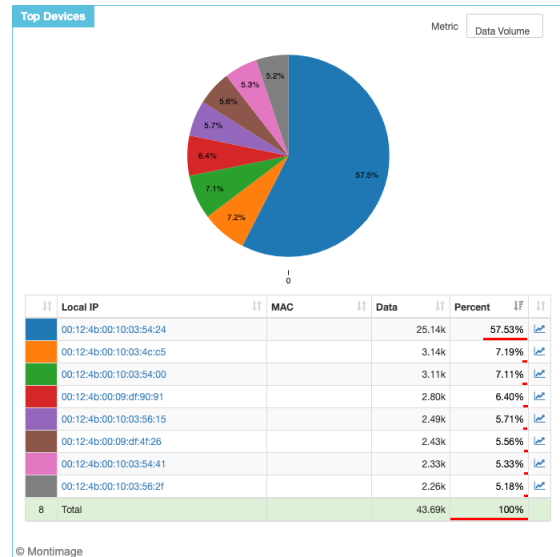 Top Devices
Metric Data Volume
5.2%
5.3%
5.6%
5.7%
6.4%
7.1%
7.2%
57.5%
0
Local IP MAC Data Percent
00:12:4b:00:10:03:54:24 25.14k 57.53%
00:12:4b:00:10:03:4c:c5 3.14k 7.19%
00:12:4b:00:10:03:54:00 3.11k 7.11%
00:12:4b:00:09:df:90:91 2.80k 6.40%
00:12:4b:00:10:03:56:15 2.49k 5.71%
00:12:4b:00:09:df:4f:26 2.43k 5.56%
00:12:4b:00:10:03:54:41 2.33k 5.33%
00:12:4b:00:10:03:56:2f 2.26k 5.18%
8 Total 43.69k 100%
© Montimage